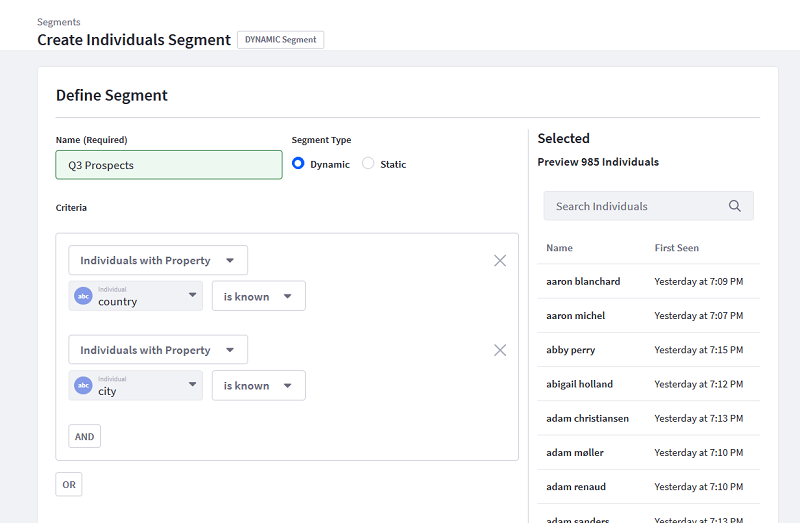 Segments
Create Individuals Segment DYNAMIC Segment
Define Segment
Name (Required)
Segment Type
Q3 Prospects
Dynamic
Static
Criteria
Individuals with Property
abc
Individual
country
is known
Individuals with Property
abc
Individual
city
is known
AND
OR
Selected
Preview 985 Individuals
Search Individuals
Name First Seen
aaron blanchard Yesterday at 7:09 PM
aaron michel Yesterday at 7:07 PM
abby perry Yesterday at 7:15 PM
abigail holland Yesterday at 7:12 PM
adam christiansen Yesterday at 7:13 PM
adam møller Yesterday at 7:10 PM
adam renaud Yesterday at 7:10 PM
adam sanders Yesterday at 7:13 PM